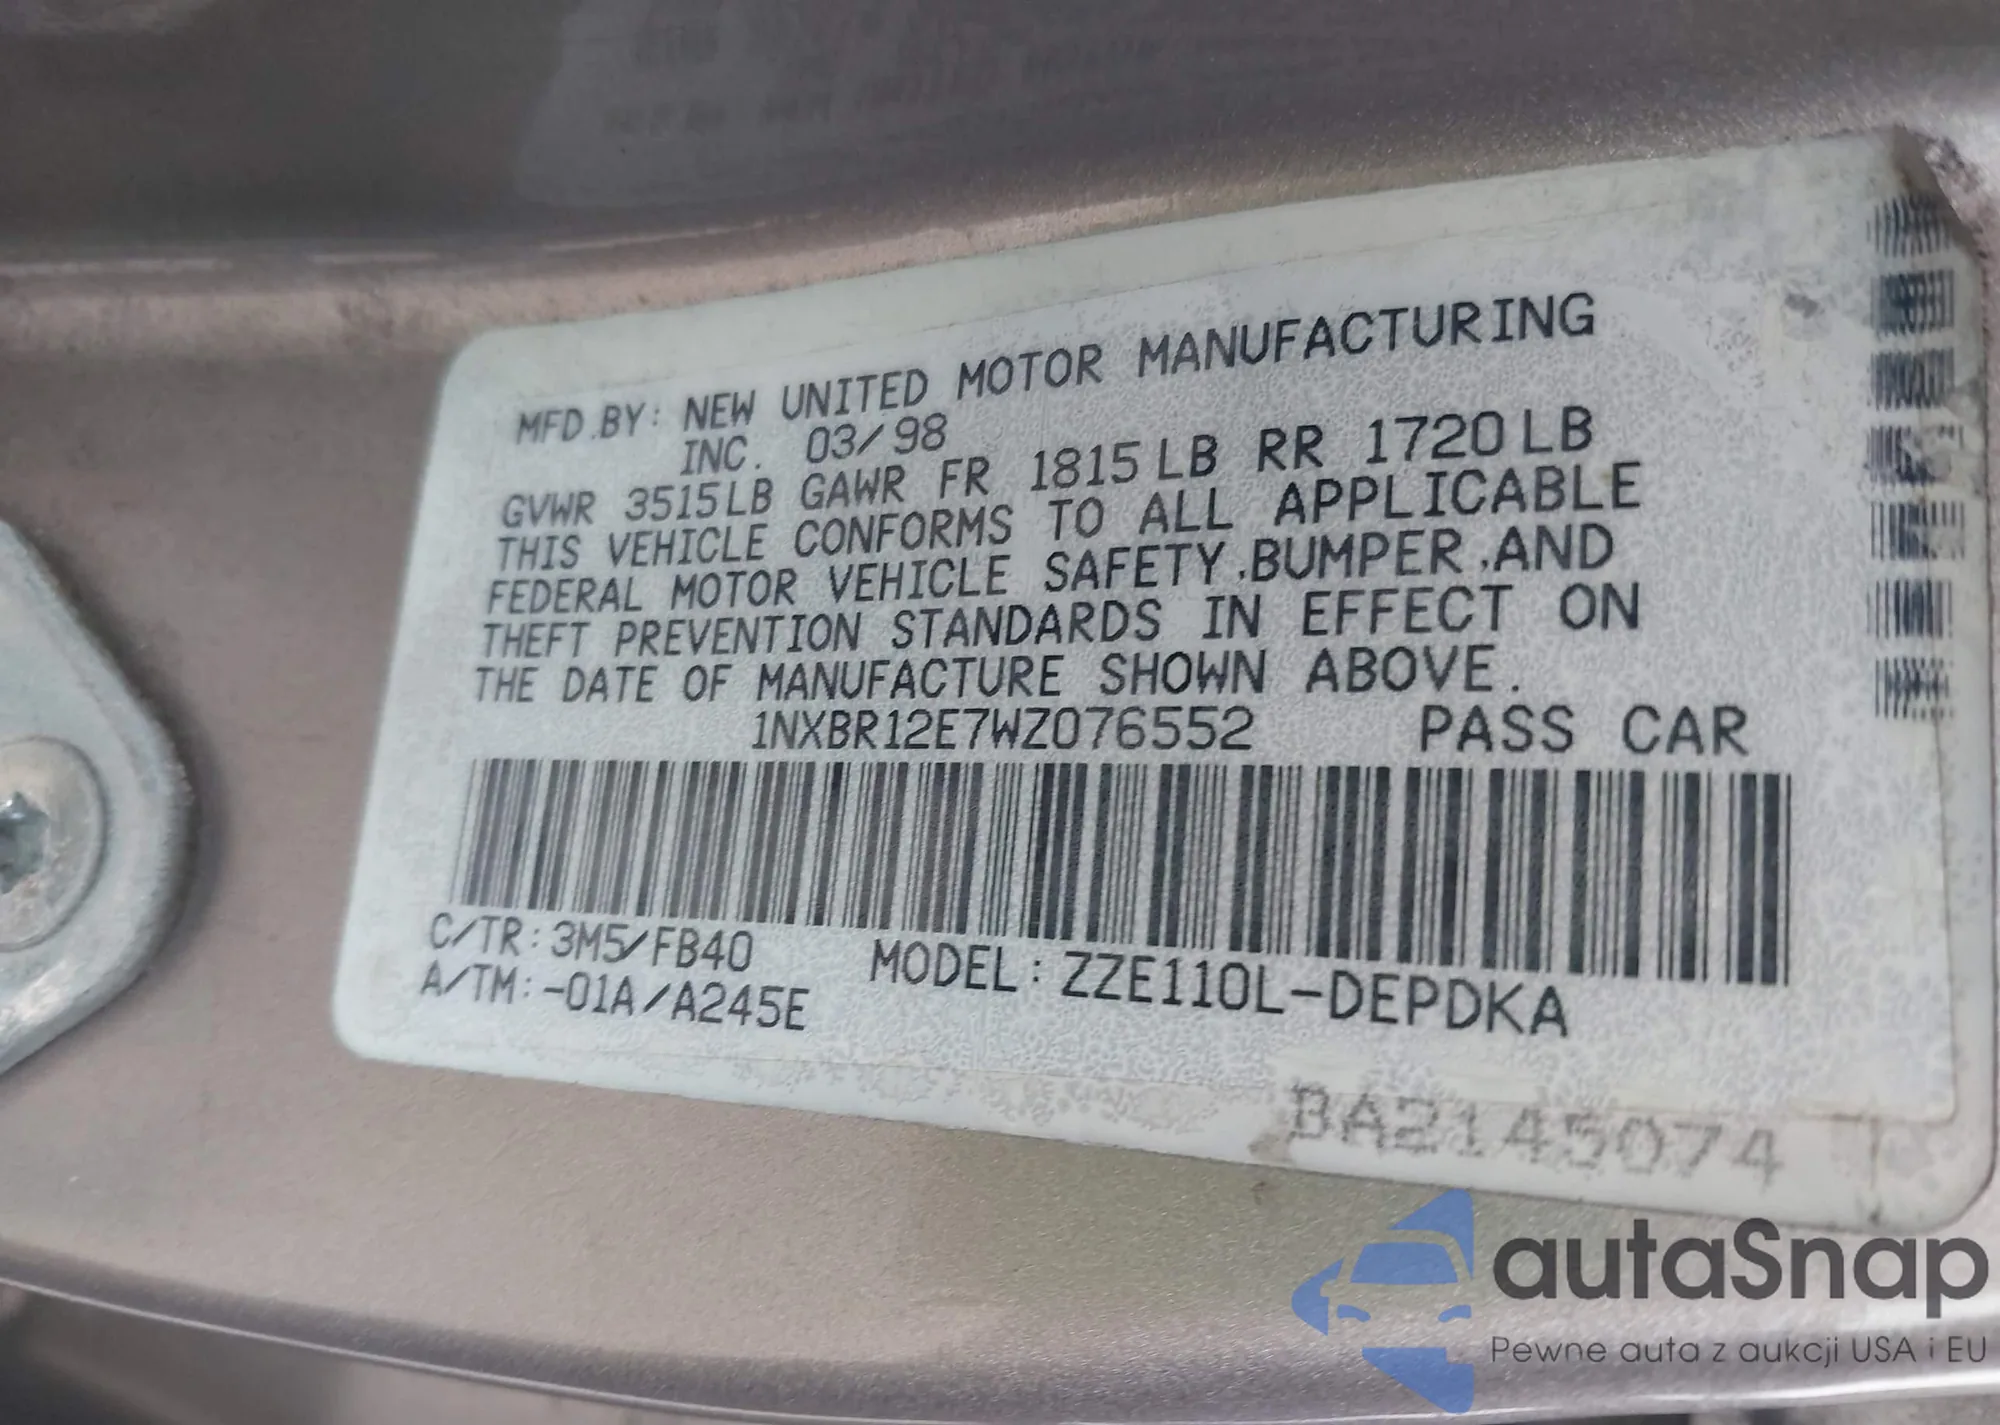 MFD.BY: NEW UNITED MOTOR MANUFACTURING
INC. 03/98
GVWR 3515LB GAWR FR 1815LB RR 1720LB
THIS VEHICLE CONFORMS TO ALL APPLICABLE
FEDERAL MOTOR VEHICLE SAFETY,BUMPER,AND
THEFT PREVENTION STANDARDS IN EFFECT ON
THE DATE OF MANUFACTURE SHOWN ABOVE.
1NXBR12E7WZ076552 PASS CAR
C/TR: 3M5/FB40
A/TM:-01A/A245E
MODEL: ZZE110L-DEPDKA
BA2145074
autaSnap
Pewne auta z aukcji USA i EU